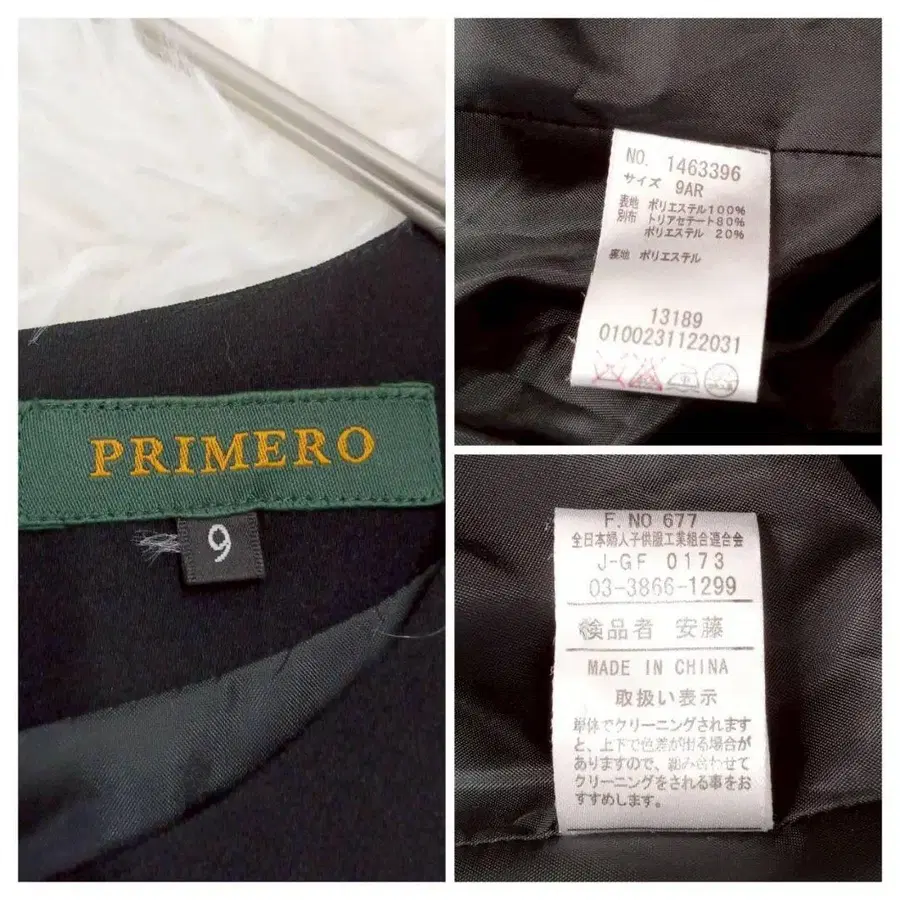 PRIMERO
9
NO. 1463396
サイズ 9AR
表地 ポリエステル100%
別布 トリアセテート80%
ポリエステル 20%
裏地 ポリエステル
13189
0100231122031
F.NO 677
全日本婦人子供服工業組合連合会
J-GF 0173
03-3866-1299
検品者 安藤
MADE IN CHINA
取扱い表示
単体でクリーニングされます
と、上下で色差が出る場合が
ありますので、組み合わせて
クリーニングをされる事をお
すすめします。